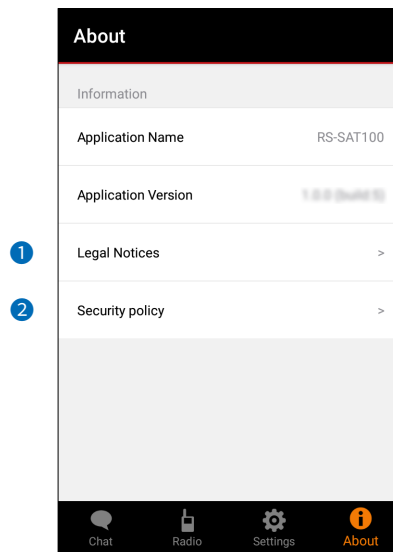 About
Information
Application Name RS-SAT100
Application Version
1 Legal Notices >
2 Security policy >
Chat Radio Settings About